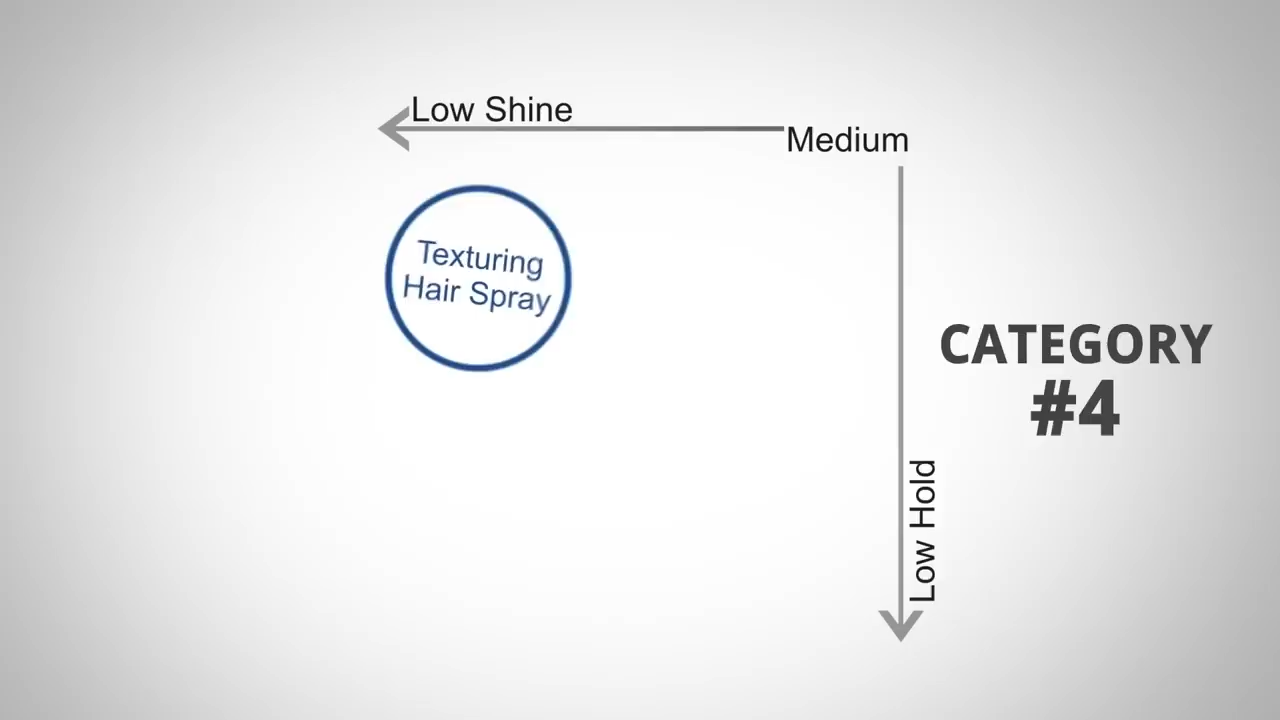 Low Shine
Medium
Texturing
Hair Spray
CATEGORY
#4
Low Hold